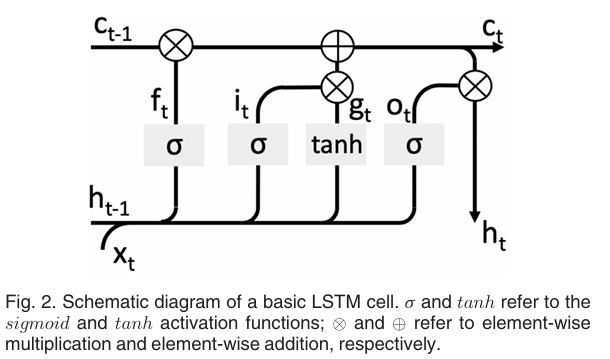 c_{t-1} c_t
f_t i_t g_t o_t
σ σ tanh σ
h_{t-1}
x_t h_t
Fig. 2. Schematic diagram of a basic LSTM cell. σ and tanh refer to the
sigmoid and tanh activation functions; ⊗ and ⊕ refer to element-wise
multiplication and element-wise addition, respectively.